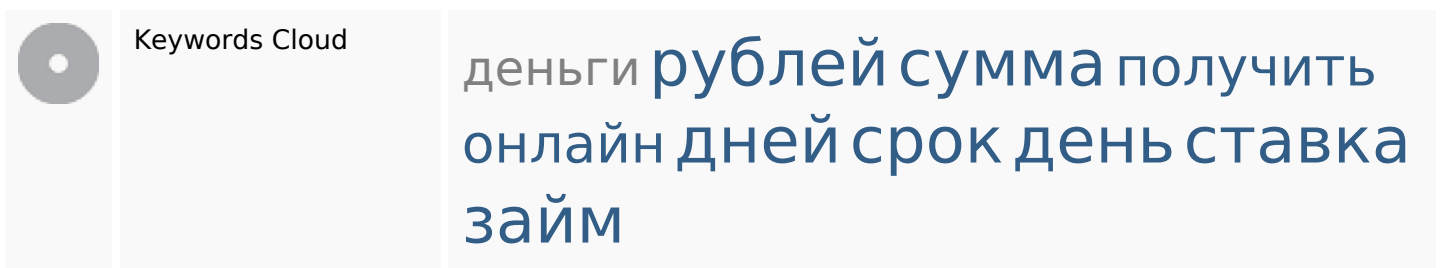 Keywords Cloud
деньги рублей сумма получить
онлайн дней срок день ставка
займ